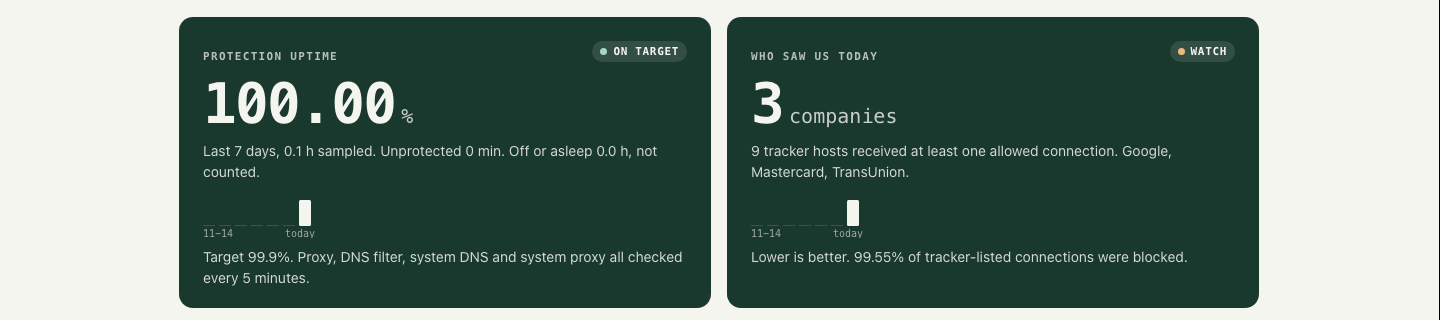 PROTECTION UPTIME
ON TARGET
100.00 %
Last 7 days, 0.1 h sampled. Unprotected 0 min. Off or asleep 0.0 h, not
counted.
11–14
today
Target 99.9%. Proxy, DNS filter, system DNS and system proxy all checked
every 5 minutes.
WHO SAW US TODAY
WATCH
3 companies
9 tracker hosts received at least one allowed connection. Google,
Mastercard, TransUnion.
11–14
today
Lower is better. 99.55% of tracker-listed connections were blocked.